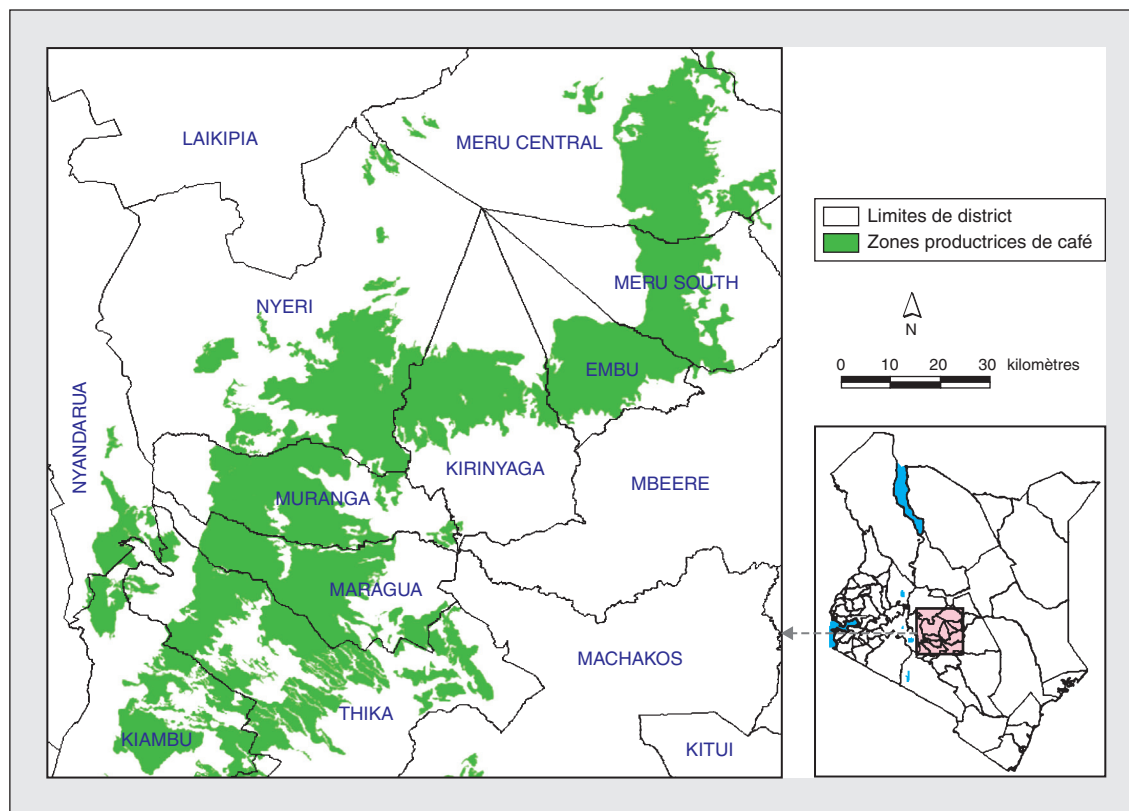 LAIKIPIA
MERU CENTRAL
MERU SOUTH
NYERI
EMBU
NYANDARUA
KIRINYAGA
MBEERE
MURANGA
MARAGUA
MACHAKOS
THIKA
KIAMBU
KITUI
Limites de district
Zones productrices de café
N
0 10 20 30 kilomètres